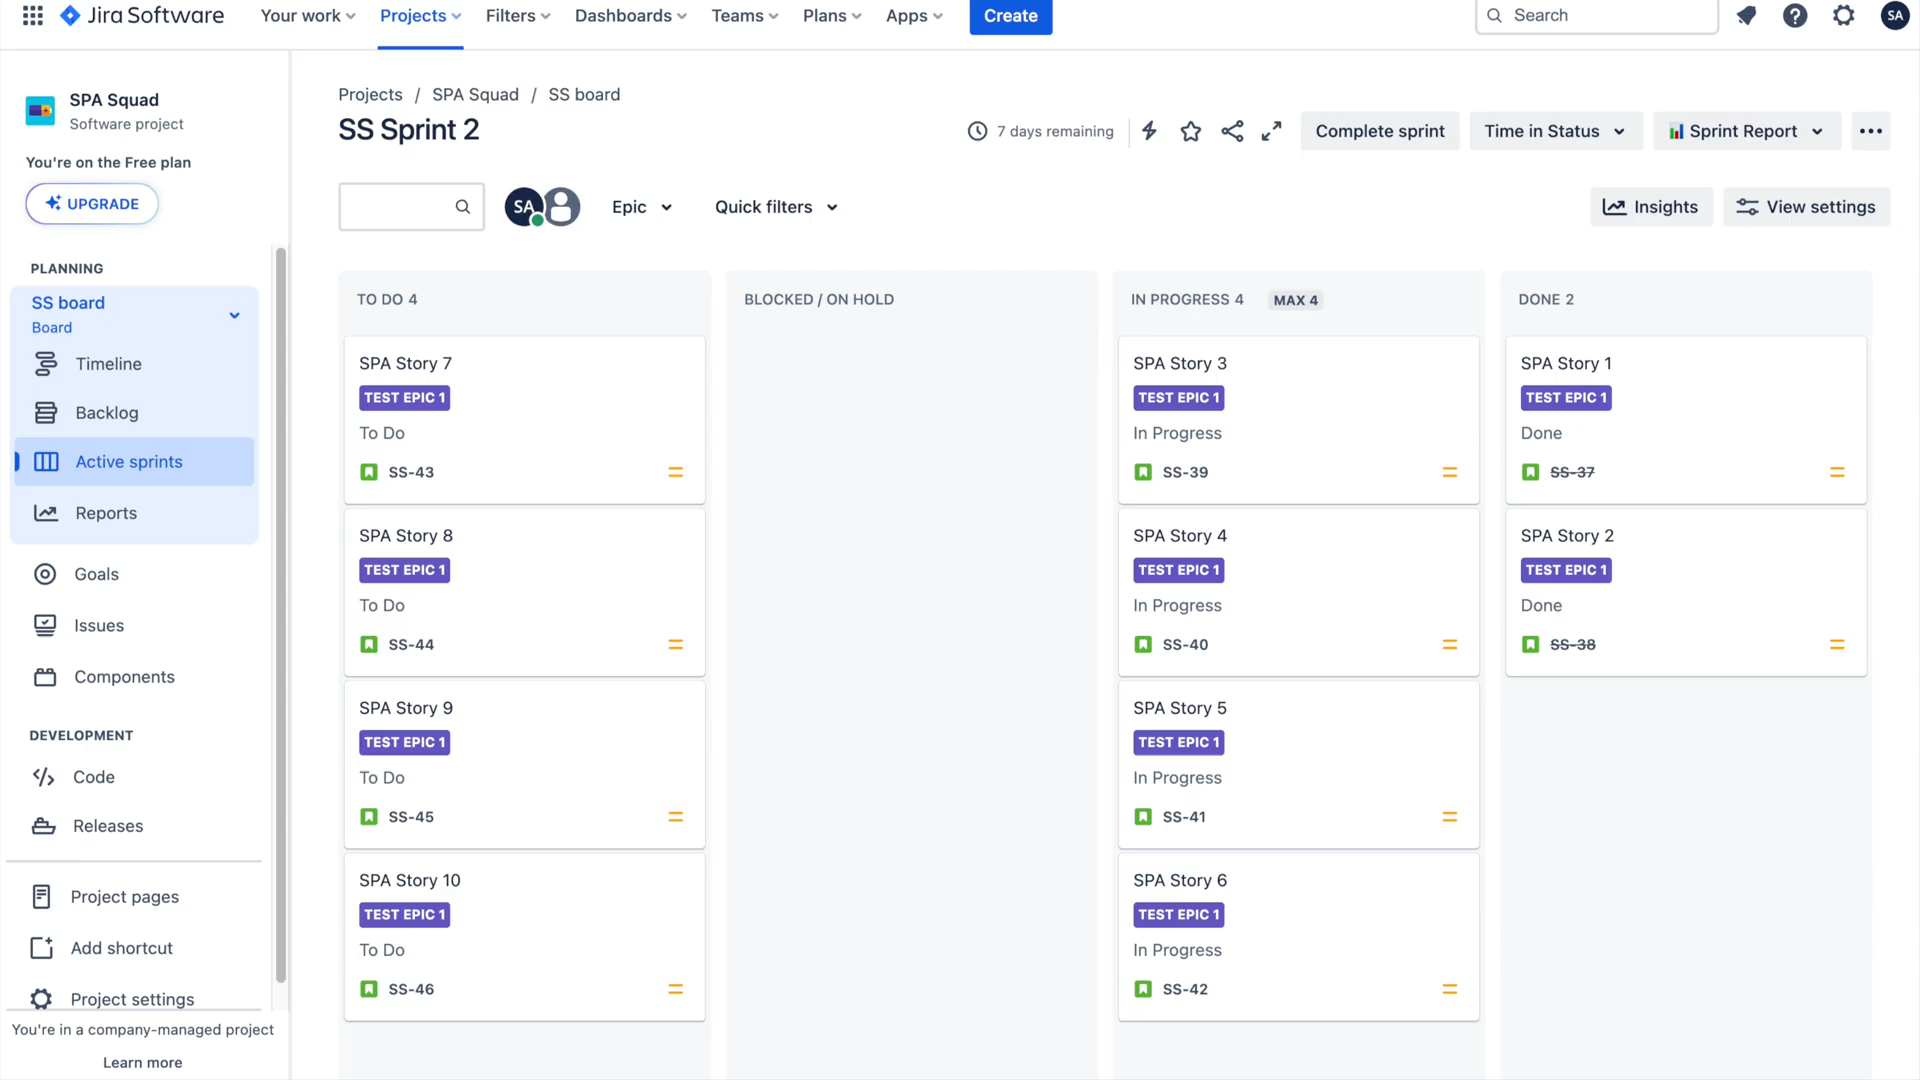 Jira Software
Your work
Projects
Filters
Dashboards
Teams
Plans
Apps
Create
Search
SA
SPA Squad
Software project
You're on the Free plan
UPGRADE
PLANNING
SS board
Board
Timeline
Backlog
Active sprints
Reports
Goals
Issues
Components
DEVELOPMENT
Code
Releases
Project pages
Add shortcut
Project settings
You're in a company-managed project
Learn more
Projects / SPA Squad / SS board
SS Sprint 2
7 days remaining
Complete sprint
Time in Status
Sprint Report
SA
Epic
Quick filters
Insights
View settings
TO DO 4
SPA Story 7
TEST EPIC 1
To Do
SS-43
SPA Story 8
TEST EPIC 1
To Do
SS-44
SPA Story 9
TEST EPIC 1
To Do
SS-45
SPA Story 10
TEST EPIC 1
To Do
SS-46
BLOCKED / ON HOLD
IN PROGRESS 4 MAX 4
SPA Story 3
TEST EPIC 1
In Progress
SS-39
SPA Story 4
TEST EPIC 1
In Progress
SS-40
SPA Story 5
TEST EPIC 1
In Progress
SS-41
SPA Story 6
TEST EPIC 1
In Progress
SS-42
DONE 2
SPA Story 1
TEST EPIC 1
Done
SS-37
SPA Story 2
TEST EPIC 1
Done
SS-38